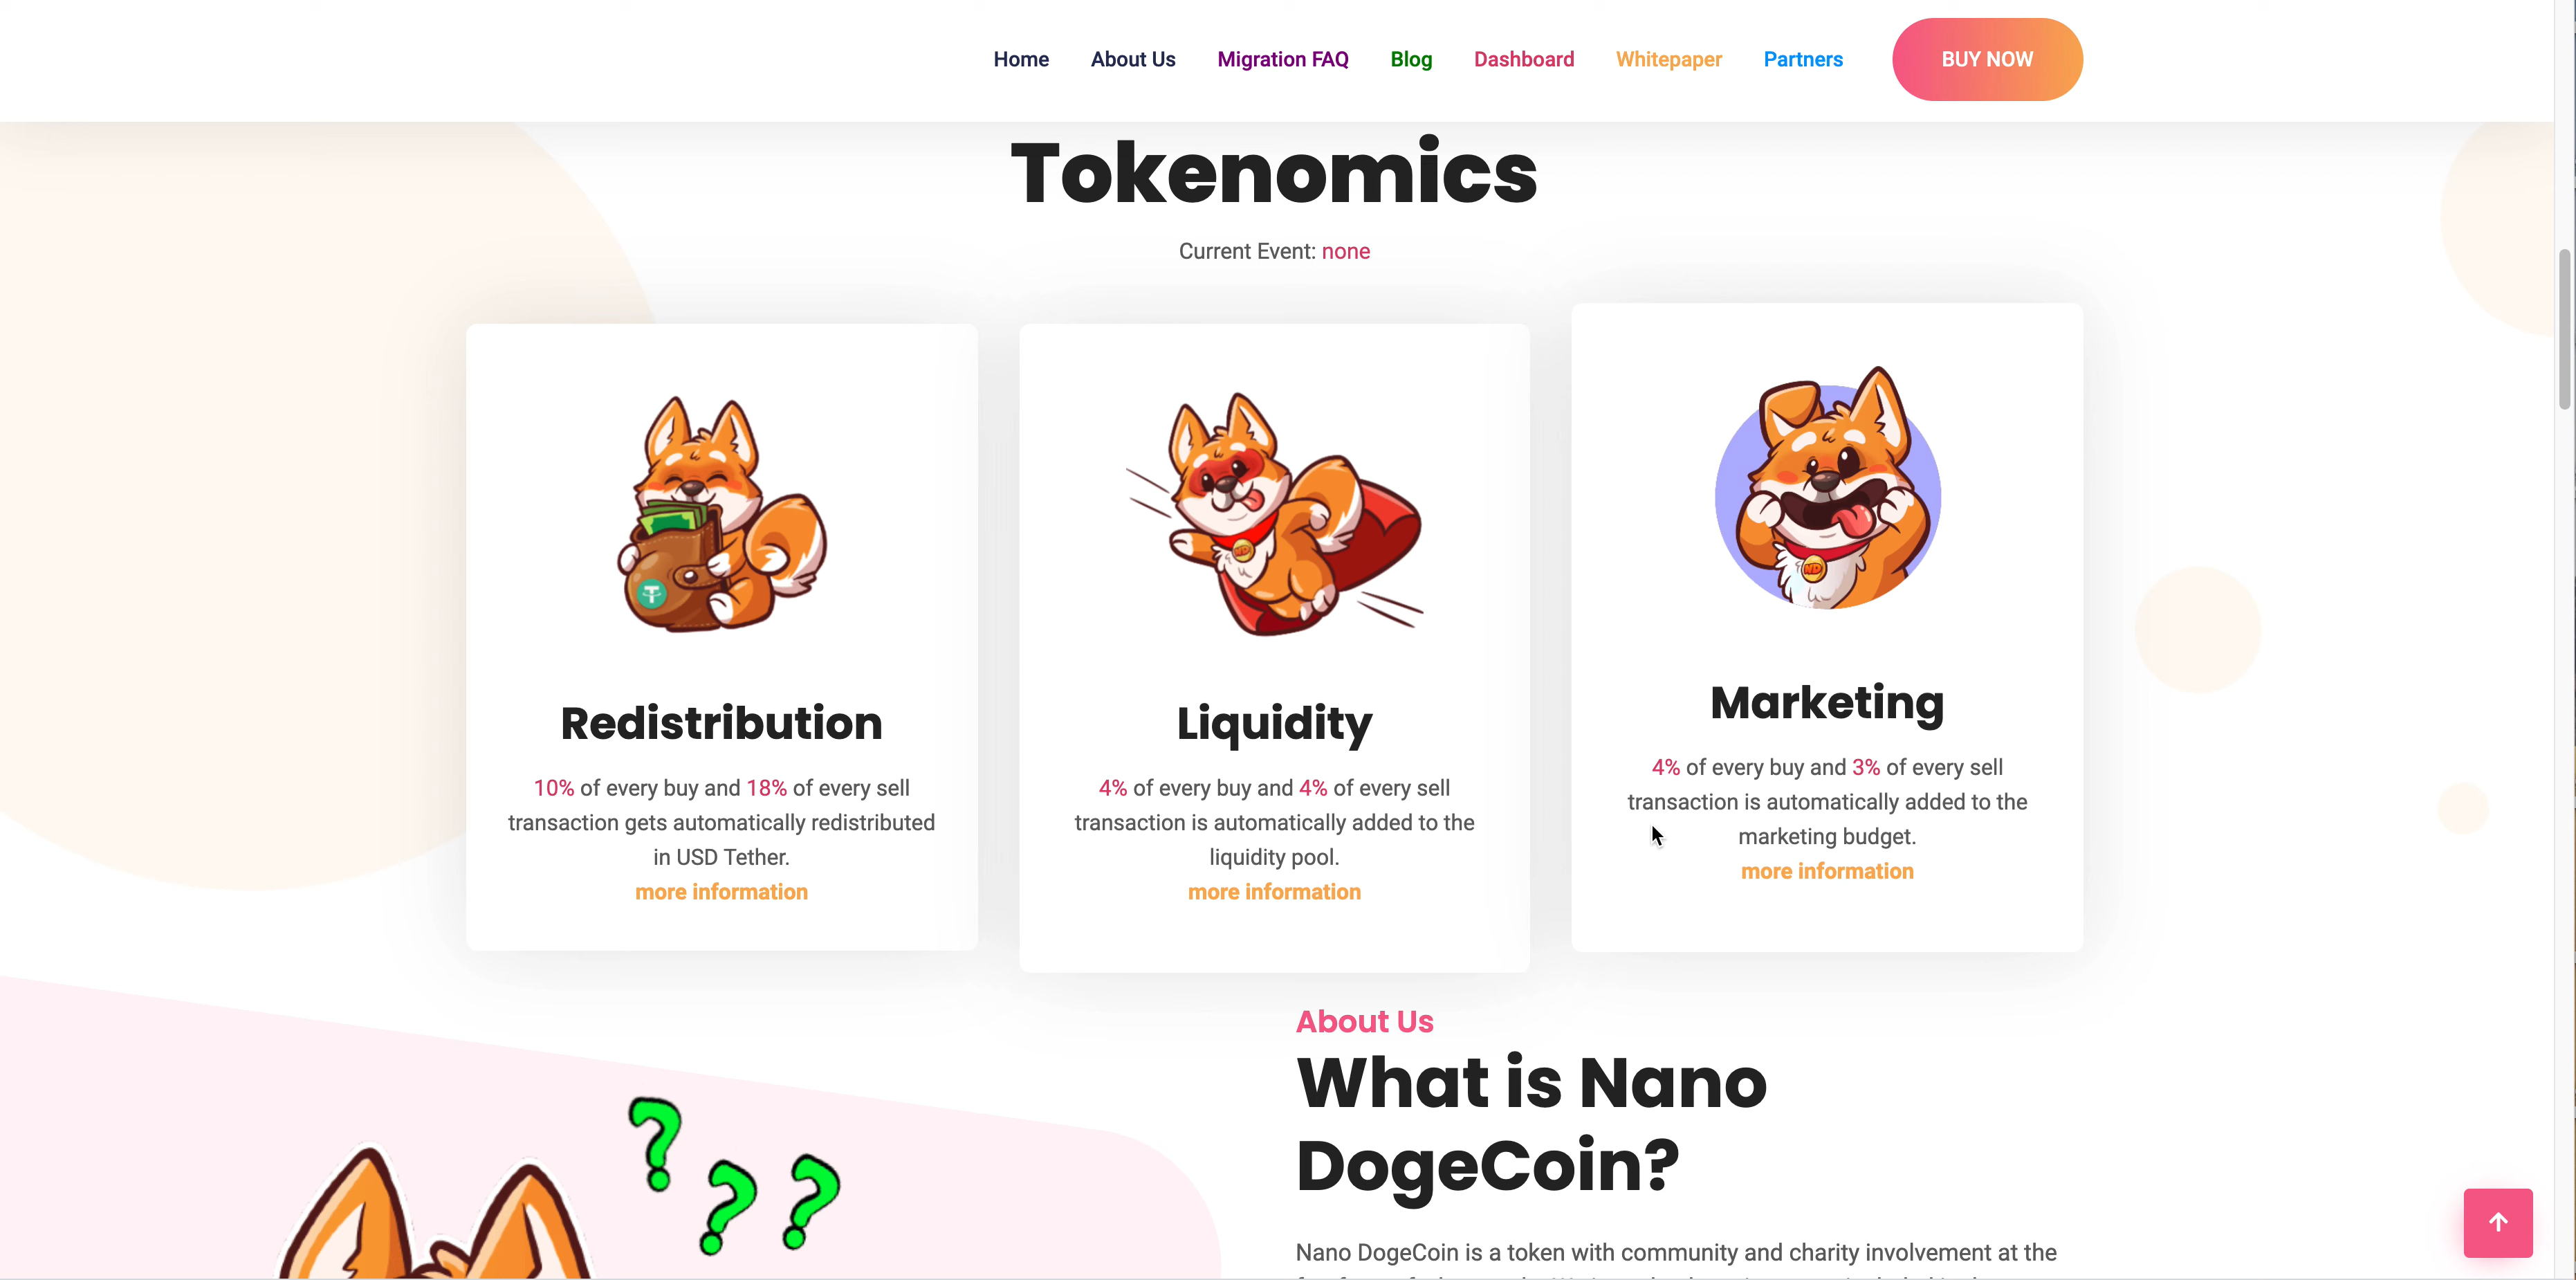 Home About Us Migration FAQ Blog Dashboard Whitepaper Partners BUY NOW
Tokenomics
Current Event: none
Redistribution
10% of every buy and 18% of every sell
transaction gets automatically redistributed
in USD Tether.
more information
Liquidity
4% of every buy and 4% of every sell
transaction is automatically added to the
liquidity pool.
more information
ND
Marketing
4% of every buy and 3% of every sell
transaction is automatically added to the
marketing budget.
more information
ND
About Us
What is Nano
DogeCoin?
? ? ?
Nano DogeCoin is a token with community and charity involvement at the